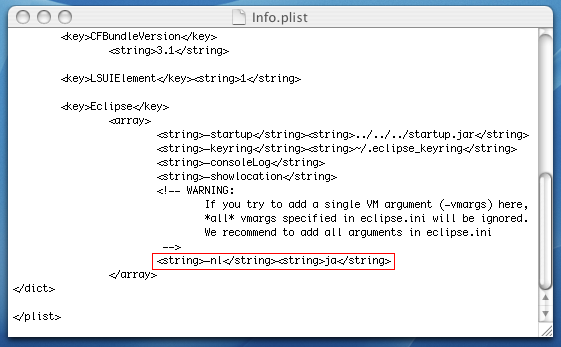 Info.plist
<key>CFBundleVersion</key>
<string>3.1</string>
<key>LSUIElement</key><string>1</string>
<key>Eclipse</key>
<array>
<string>-startup</string><string>../../../startup.jar</string>
<string>-keyring</string><string>~/.eclipse_keyring</string>
<string>-consoleLog</string>
<string>-showlocation</string>
<!-- WARNING:
If you try to add a single VM argument (-vmargs) here,
*all* vmargs specified in eclipse.ini will be ignored.
We recommend to add all arguments in eclipse.ini
-->
<string>-nl</string><string>ja</string>
</array>
</dict>
</plist>